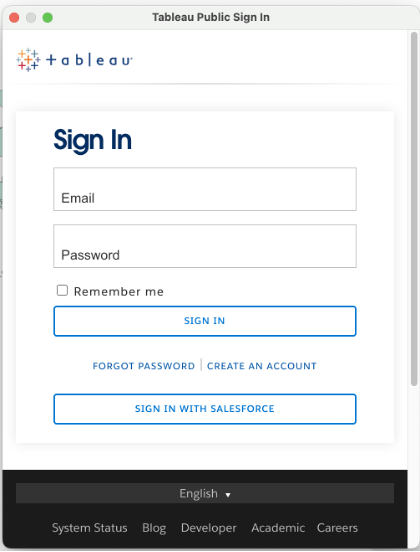 Tableau Public Sign In
+ a b | e a u
Sign In
Email
Password
Remember me
SIGN IN
FORGOT PASSWORD | CREATE AN ACCOUNT
SIGN IN WITH SALESFORCE
English
System Status Blog Developer Academic Careers